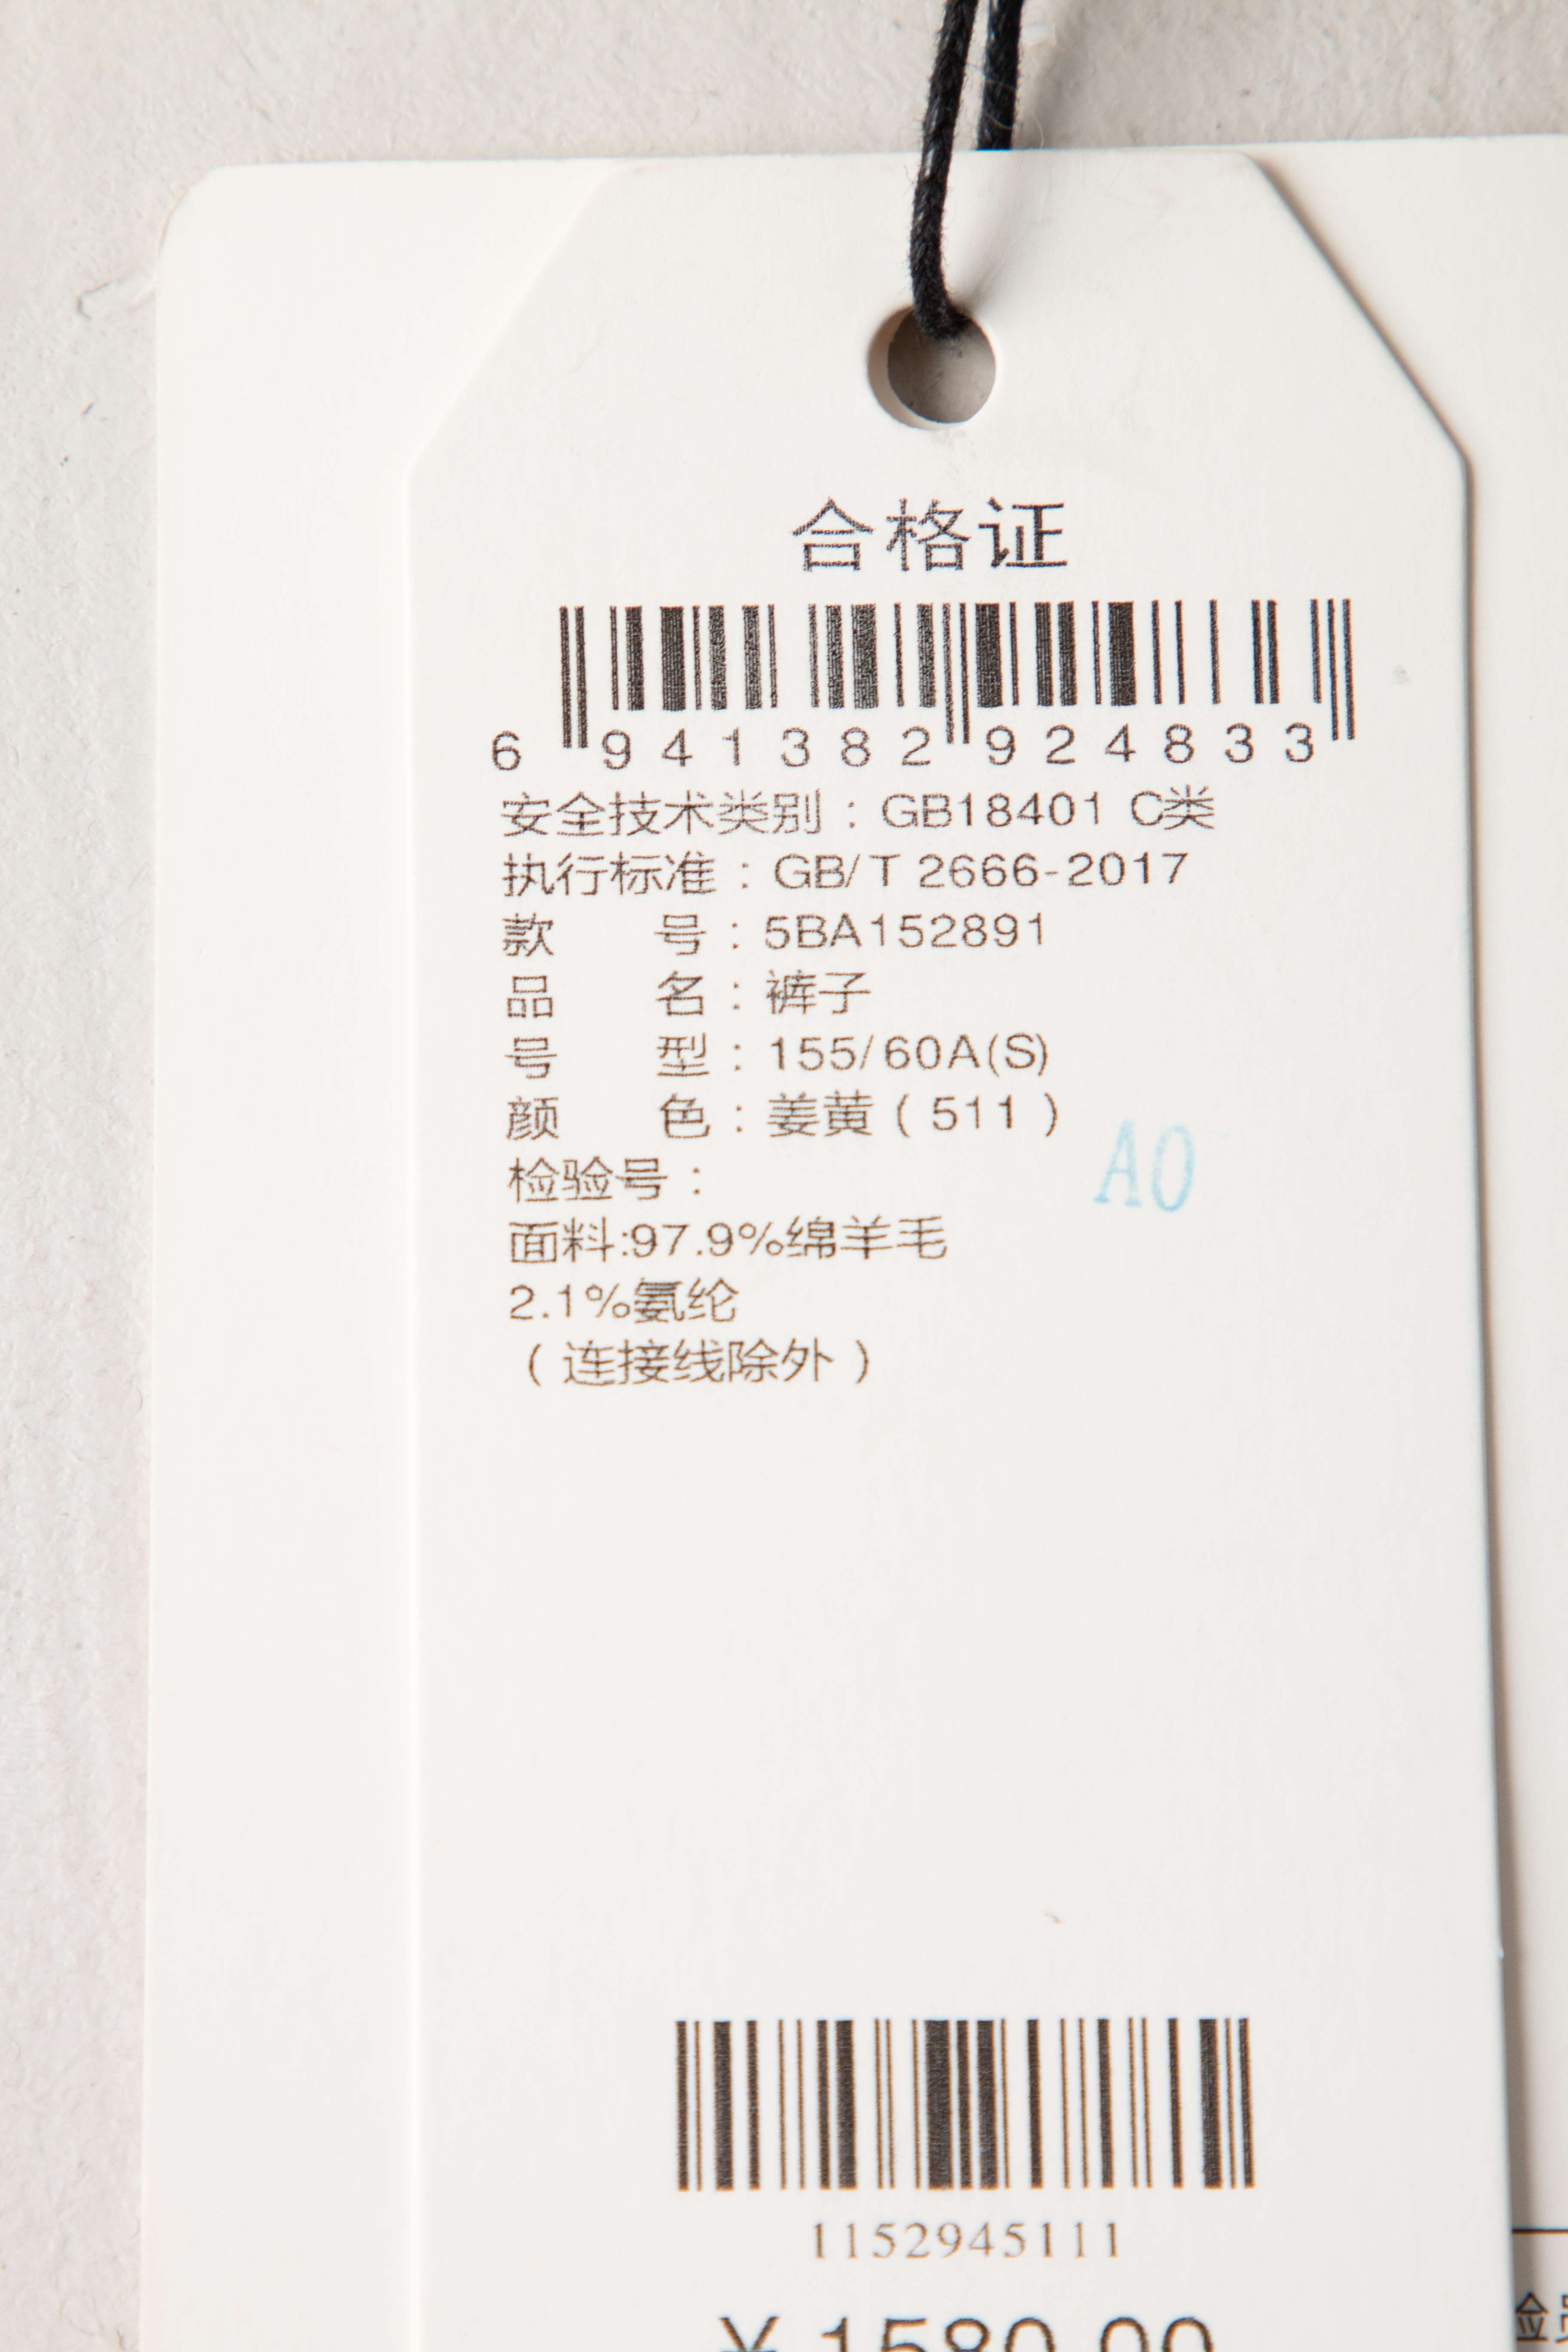 合格证
6 941382 924833
安全技术类别：GB18401 C类
执行标准：GB/T 2666-2017
款 号：5BA152891
品 名：裤子
号 型：155/60A(S)
颜 色：姜黄（511）
A0
检验号：
面料:97.9%绵羊毛
2.1%氨纶
（连接线除外）
1152945111
¥ 1580.00